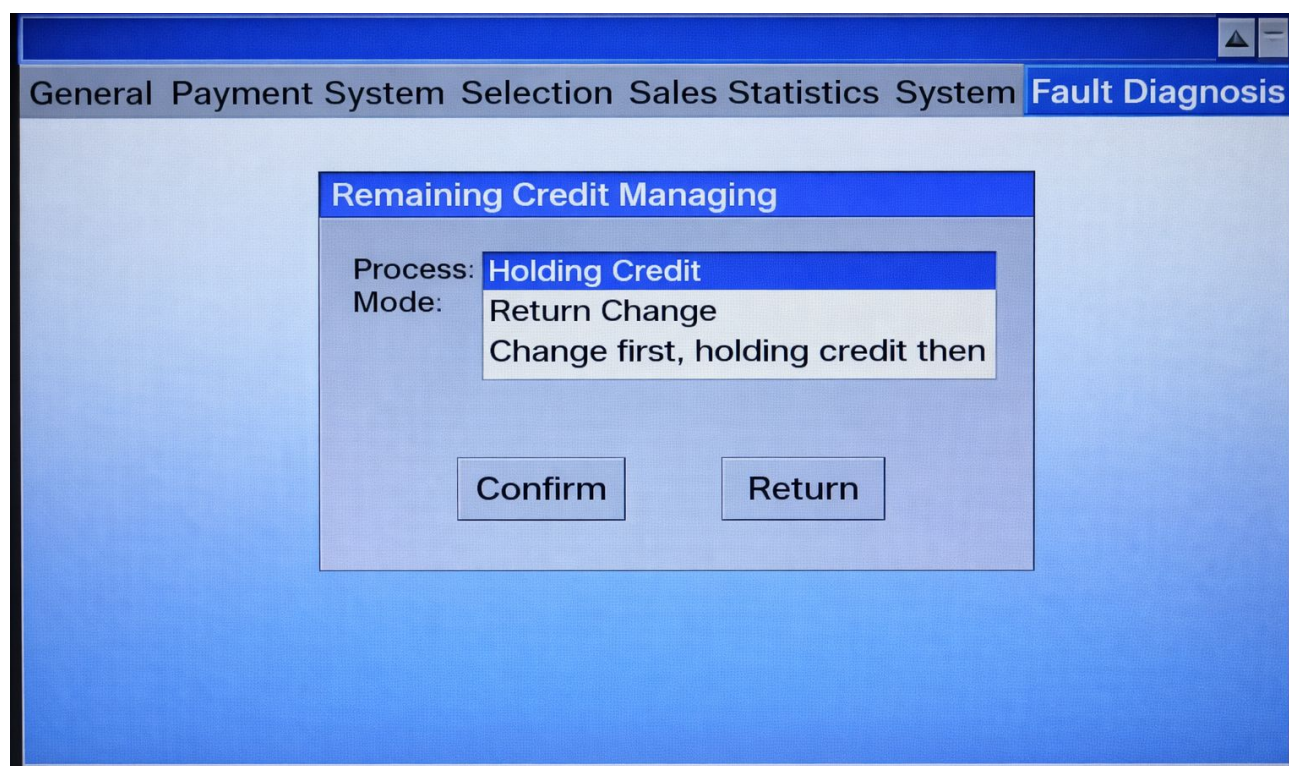 General Payment System Selection Sales Statistics System Fault Diagnosis
Remaining Credit Managing
Process: Holding Credit
Mode: Return Change
Change first, holding credit then
Confirm Return